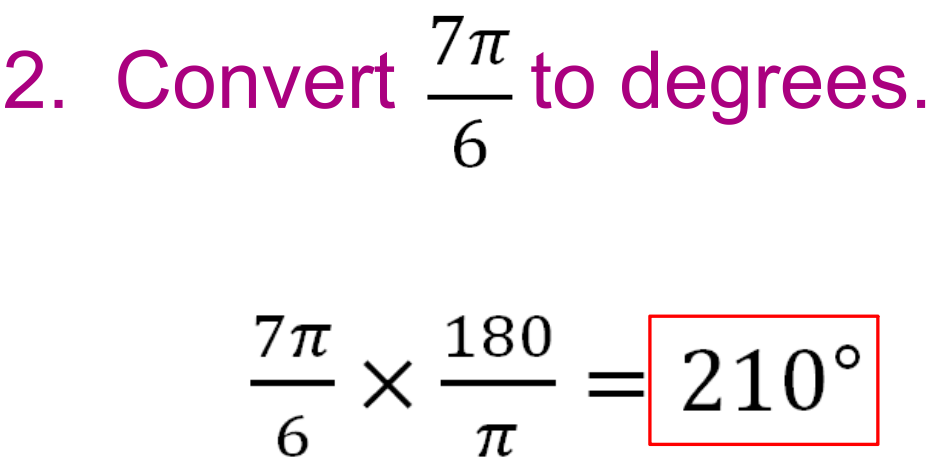 2. Convert 7π/6 to degrees.
7π/6 × 180/π = 210°